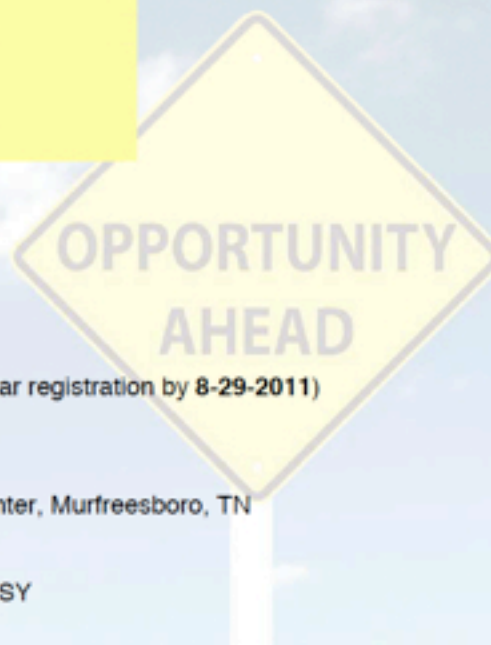 OPPORTUNITY
AHEAD
ar registration by 8-29-2011)
nter, Murfreesboro, TN
SY